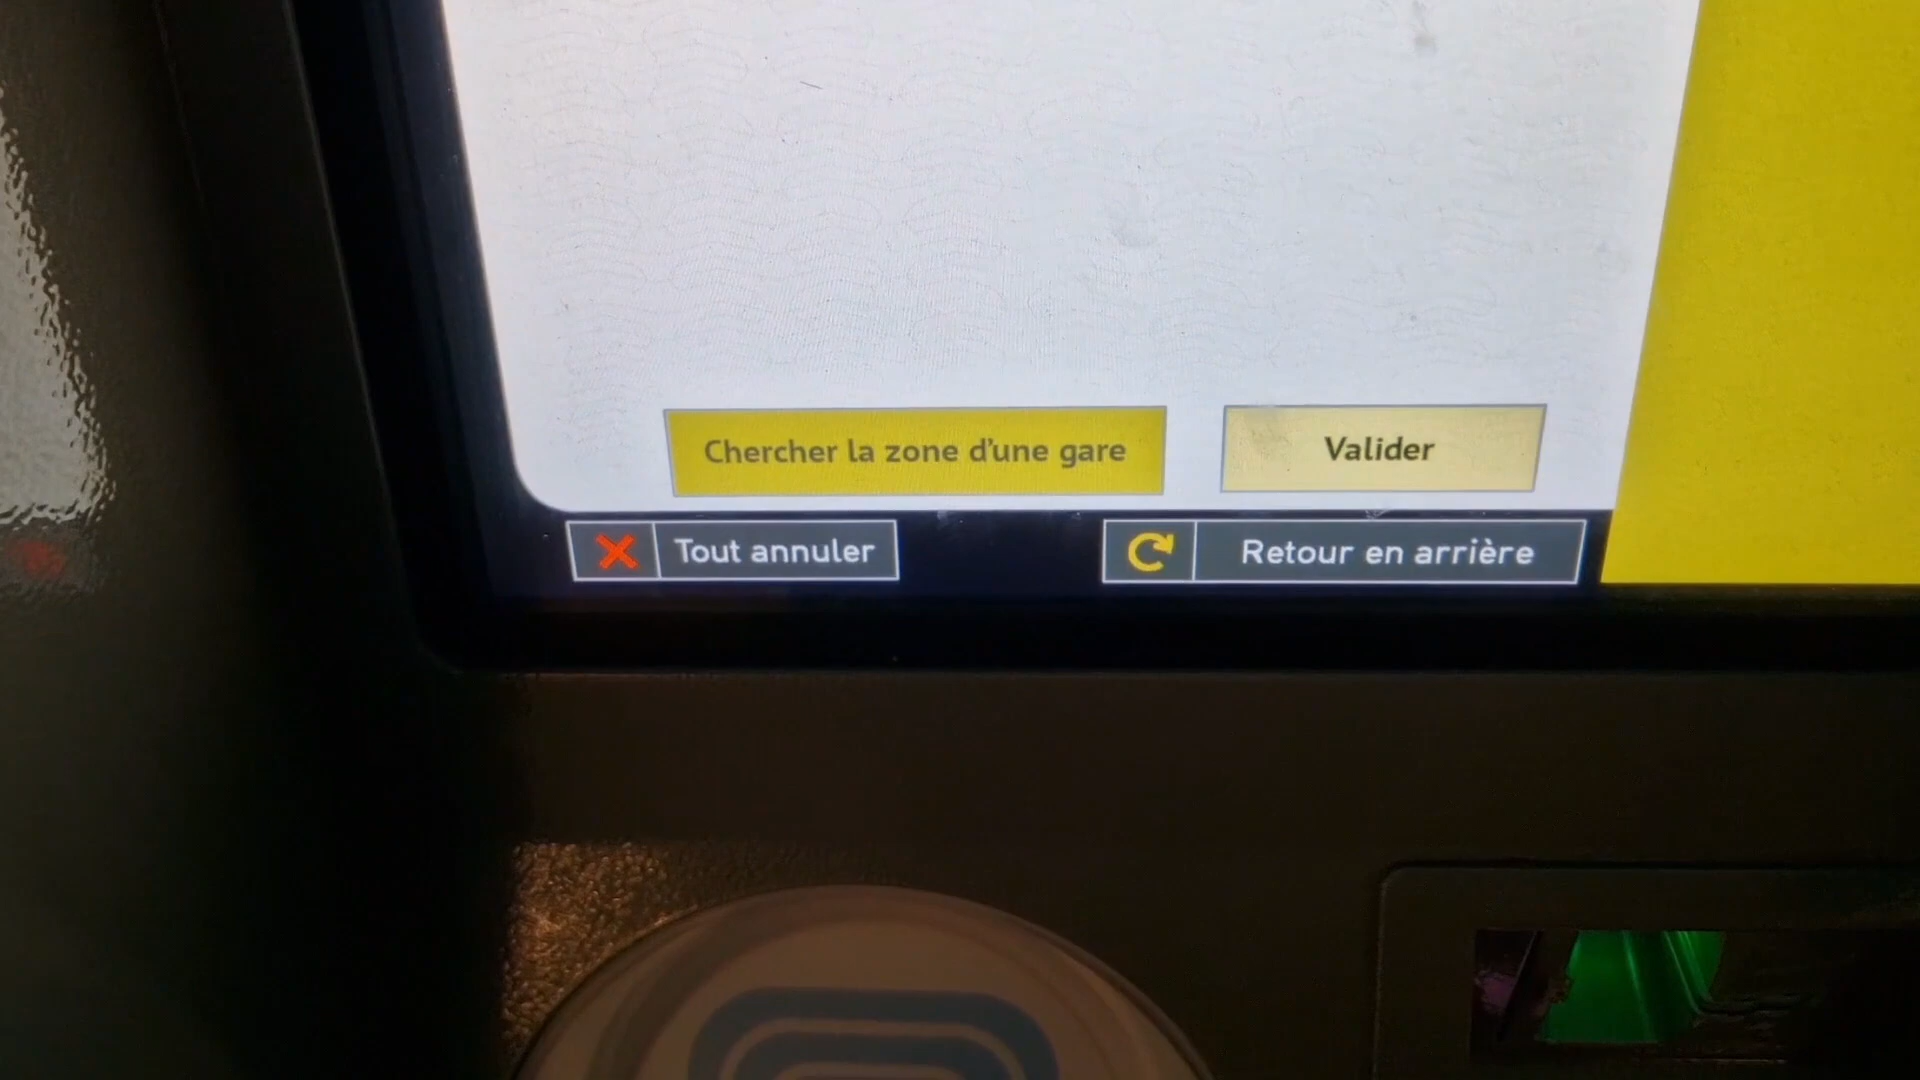 Chercher la zone d'une gare
Valider
Tout annuler
Retour en arrière